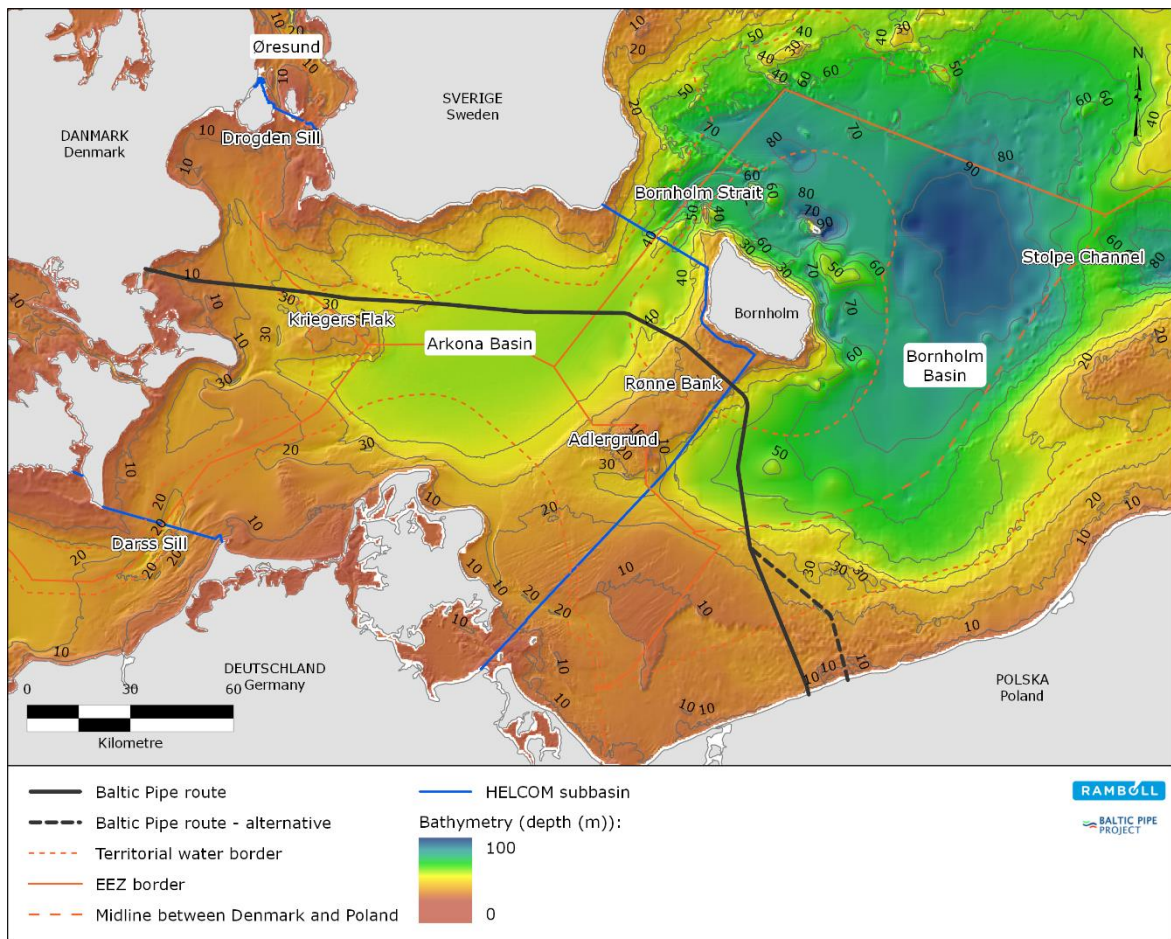 Øresund
SVERIGE
Sweden
DANMARK
Denmark
Drogden Sill
N
Bornholm Strait
Stolpe Channel
Bornholm
Kriegers Flak
Arkona Basin
Bornholm
Basin
Rønne Bank
Adlergrund
Darss Sill
DEUTSCHLAND
Germany
POLSKA
Poland
0 30 60
Kilometre
Baltic Pipe route
Baltic Pipe route - alternative
Territorial water border
EEZ border
Midline between Denmark and Poland
HELCOM subbasin
Bathymetry (depth (m)):
100
0
RAMBOLL
BALTIC PIPE
PROJECT